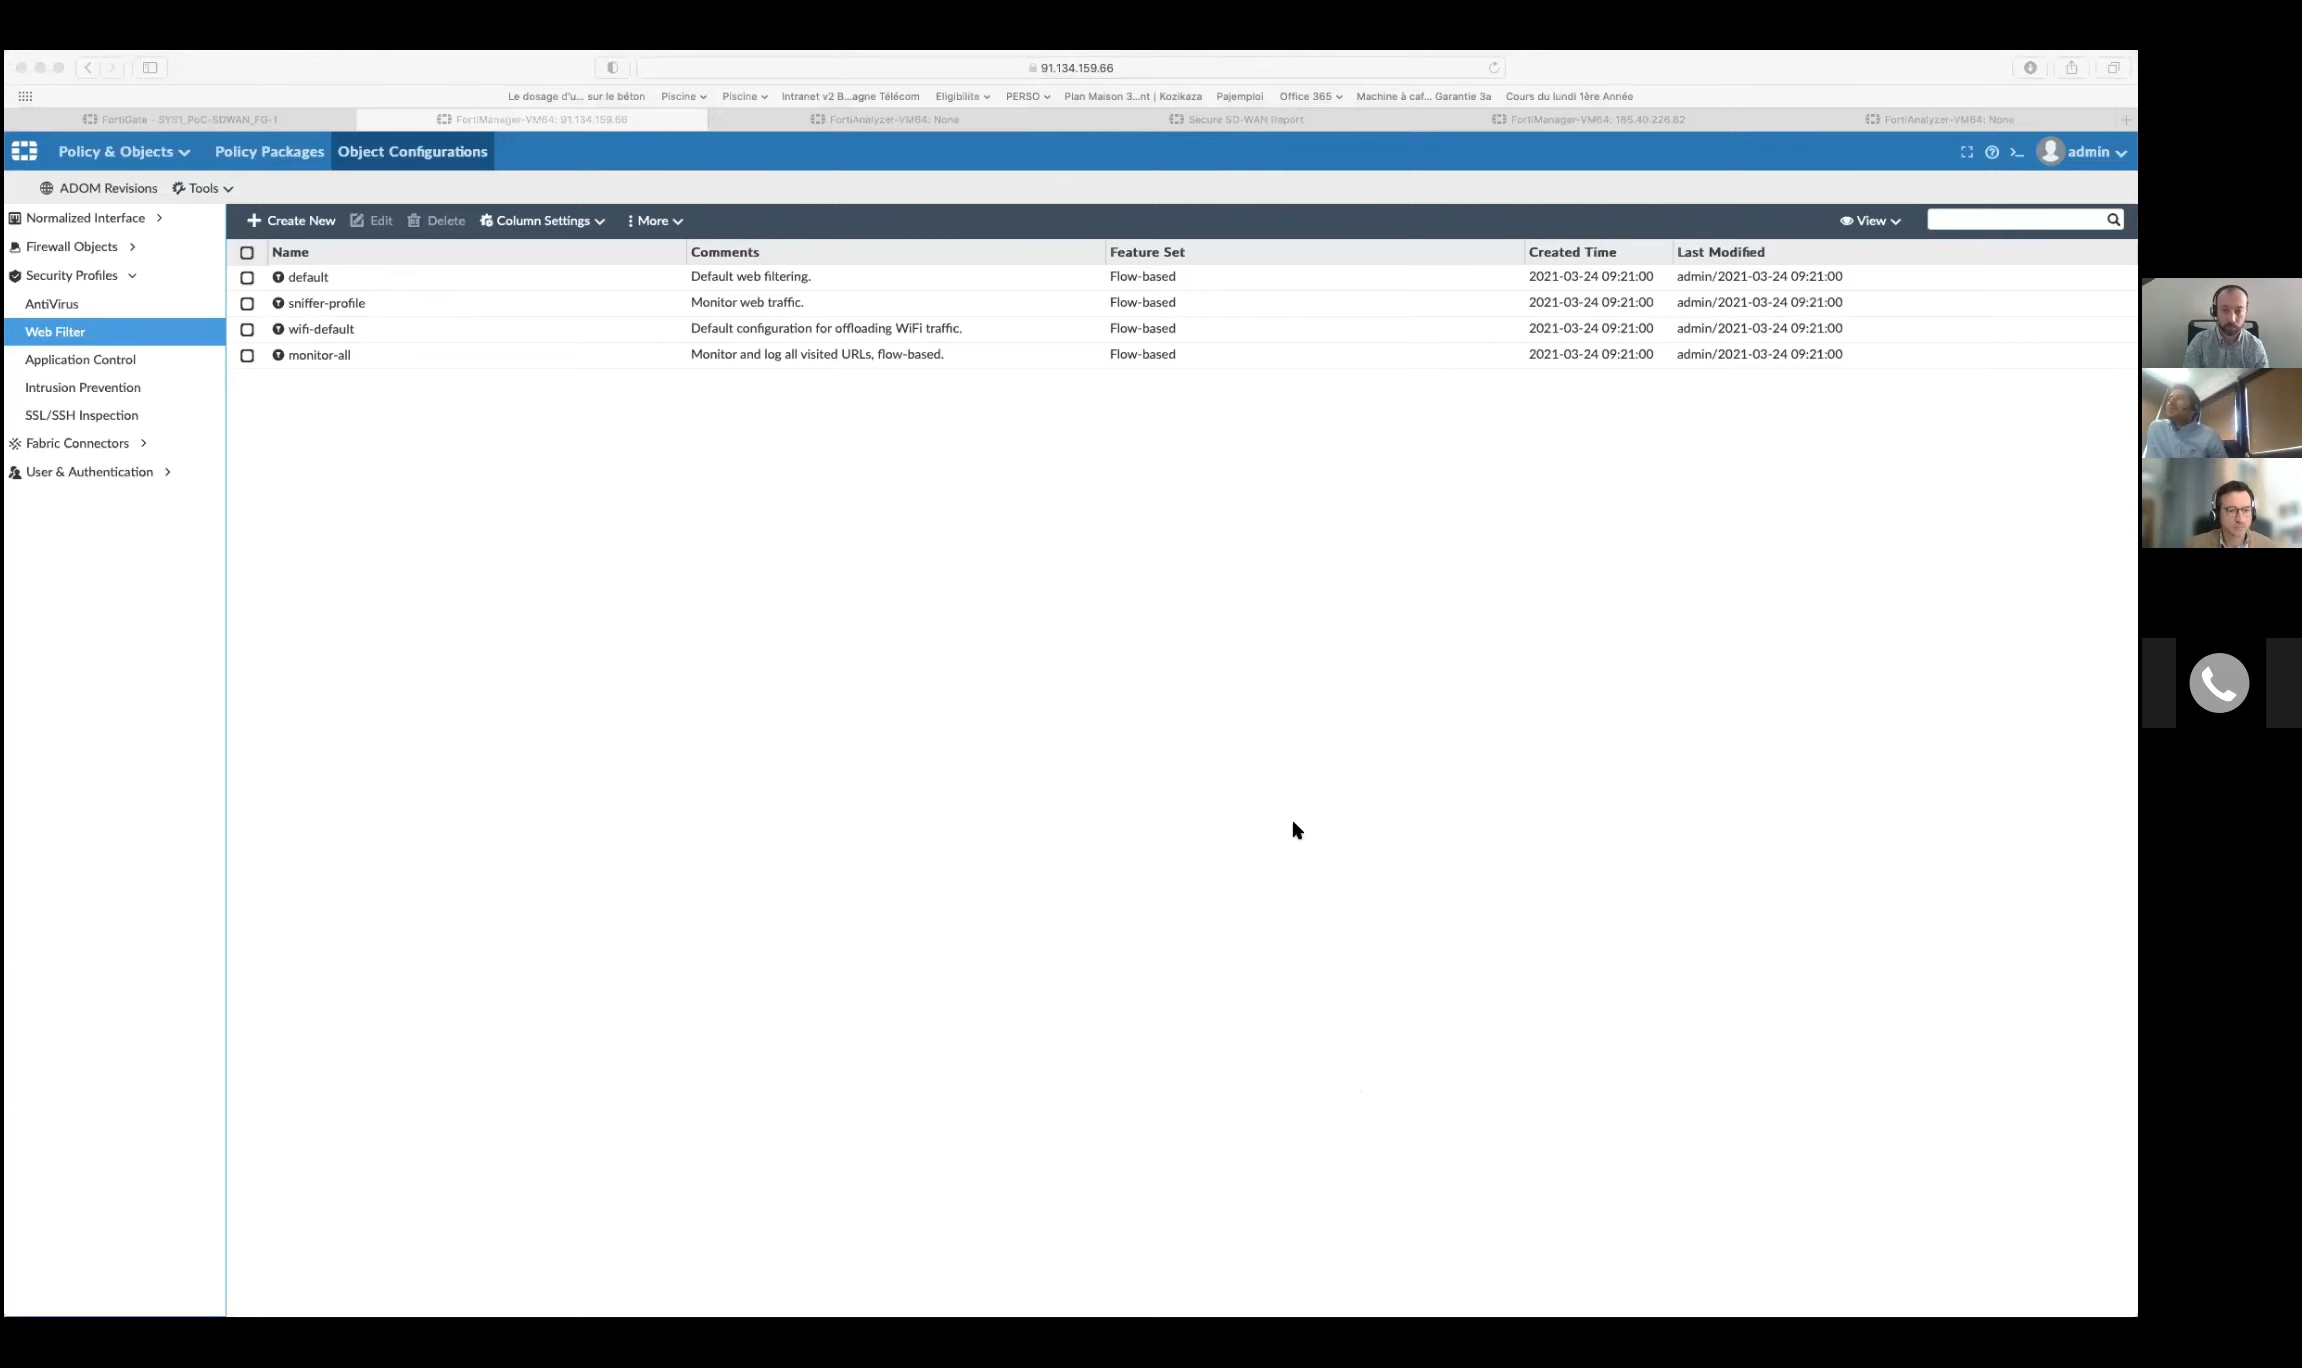 91.134.159.66
Le dosage d'u... sur le béton Piscine Piscine Intranet v2 B...agne Télécom Eligibilite PERSO Plan Maison 3...nt | Kozikaza Pajemploi Office 365 Machine à caf... Garantie 3a Cours du lundi 1ère Année
FortiGate - SYS1_PoC-SDWAN_FG-1 FortiManager-VM64: 91.134.159.66 FortiAnalyzer-VM64: None Secure SD-WAN Report FortiManager-VM64: 185.40.226.82 FortiAnalyzer-VM64: None
Policy & Objects Policy Packages Object Configurations admin
ADOM Revisions Tools
Normalized Interface
Firewall Objects
Security Profiles
AntiVirus
Web Filter
Application Control
Intrusion Prevention
SSL/SSH Inspection
Fabric Connectors
User & Authentication
Create New Edit Delete Column Settings More View
Name Comments Feature Set Created Time Last Modified
default Default web filtering. Flow-based 2021-03-24 09:21:00 admin/2021-03-24 09:21:00
sniffer-profile Monitor web traffic. Flow-based 2021-03-24 09:21:00 admin/2021-03-24 09:21:00
wifi-default Default configuration for offloading WiFi traffic. Flow-based 2021-03-24 09:21:00 admin/2021-03-24 09:21:00
monitor-all Monitor and log all visited URLs, flow-based. Flow-based 2021-03-24 09:21:00 admin/2021-03-24 09:21:00